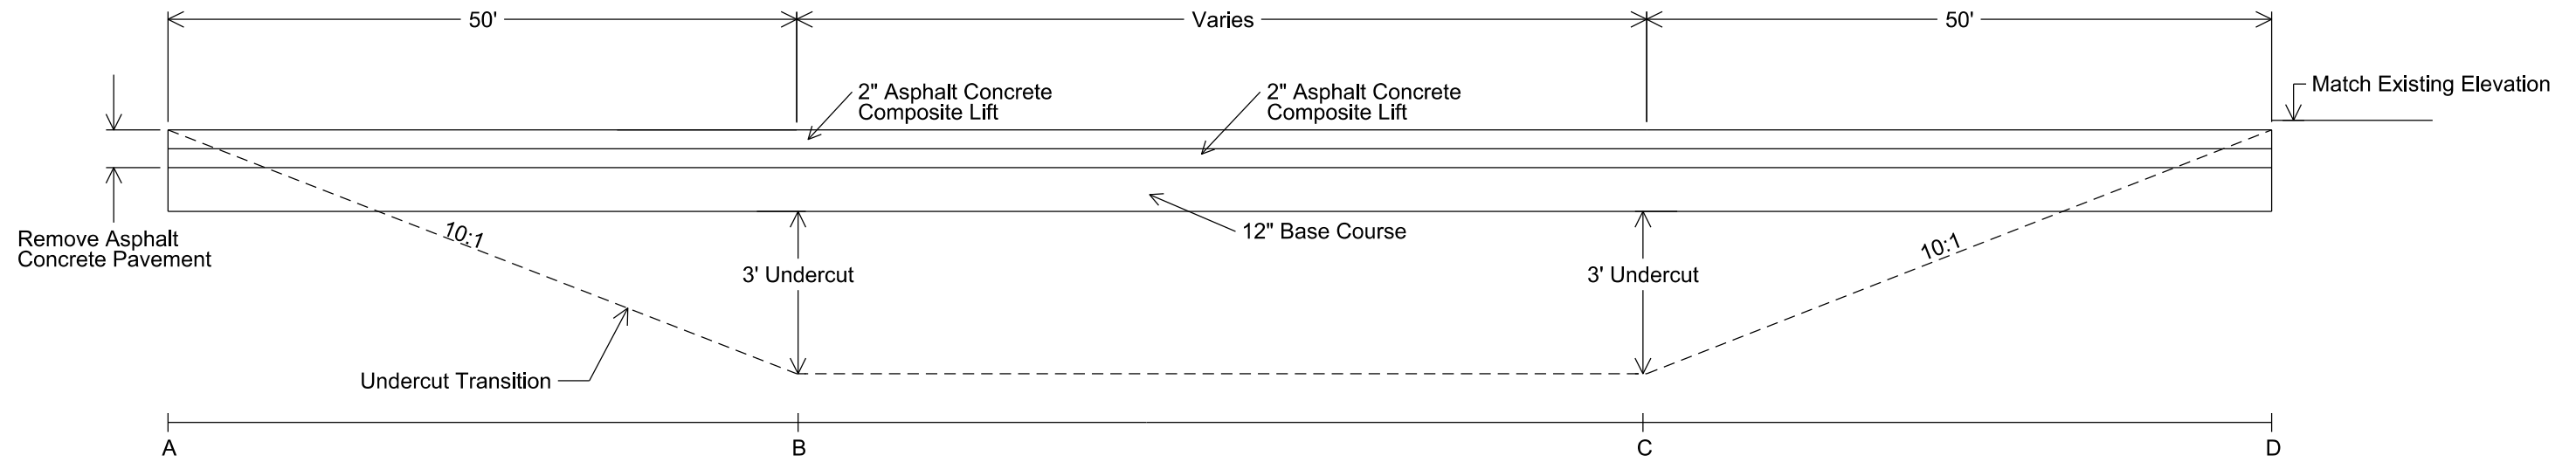 50'
Varies
50'
2" Asphalt Concrete
Composite Lift
2" Asphalt Concrete
Composite Lift
Match Existing Elevation
Remove Asphalt
Concrete Pavement
10:1
12" Base Course
10:1
3' Undercut
3' Undercut
Undercut Transition
A
B
C
D